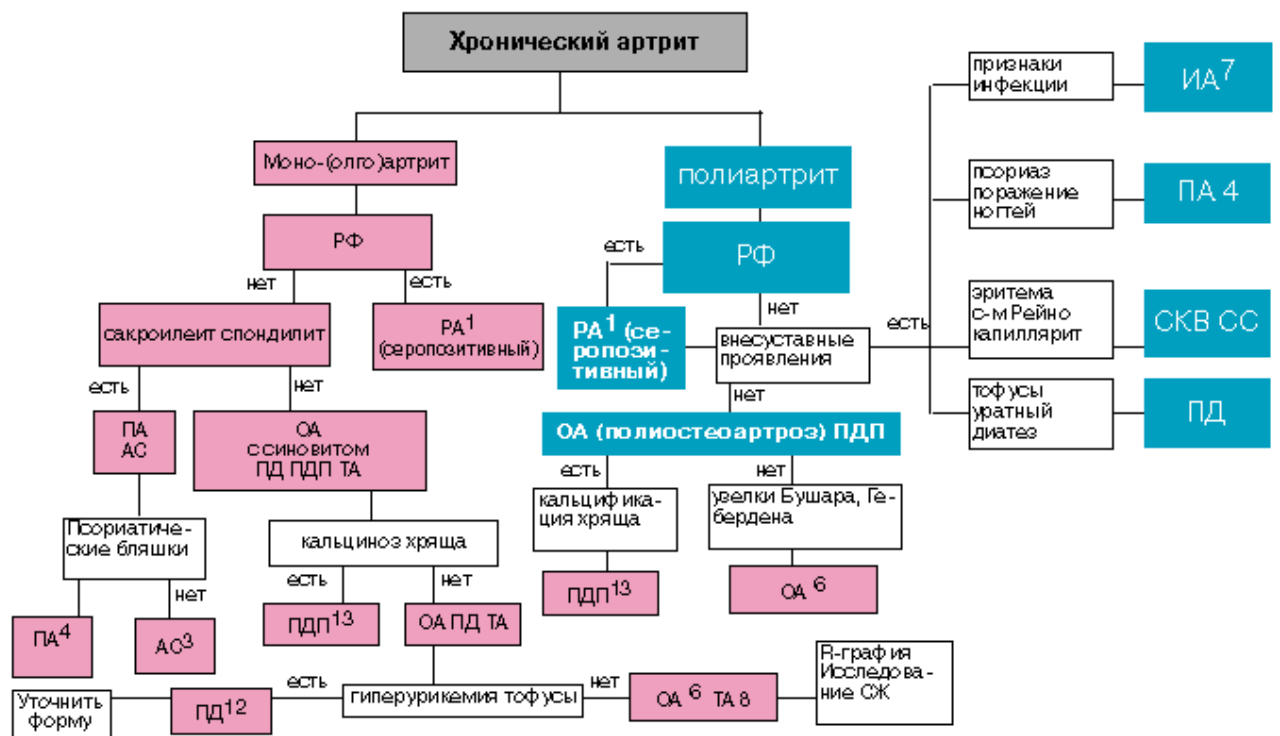 Хронический артрит
признаки
инфекции
ИА7
Моно-(олго)артрит
полиартрит
псориаз
поражение
ногтей
ПА 4
РФ
есть
РФ
нет
есть
нет
есть
эритема
с-м Рейно
капиллярит
СКВ СС
сакроилеит спондилит
РА1
(серопозитивный)
РА1 (се-
ропози-
тивный)
внесуставные
проявления
есть
нет
нет
тофусы
уратный
диатез
ПД
ПА
АС
ОА
ссиновитом
ПД ПДП ТА
ОА (полиостеоартроз) ПДП
есть
нет
Псориатиче-
ские бляшки
кальциноз хряща
кальцифика-
ция хряща
увелки Бушара, Ге-
бердена
есть
нет
нет
ПДП13
ОА 6
ПА4
АС3
ПДП13
ОА ПД ТА
Уточнить
форму
ПД12
есть
гиперурикемия тофусы
нет
ОА 6 ТА 8
R-графия
Исследова-
ние СЖ